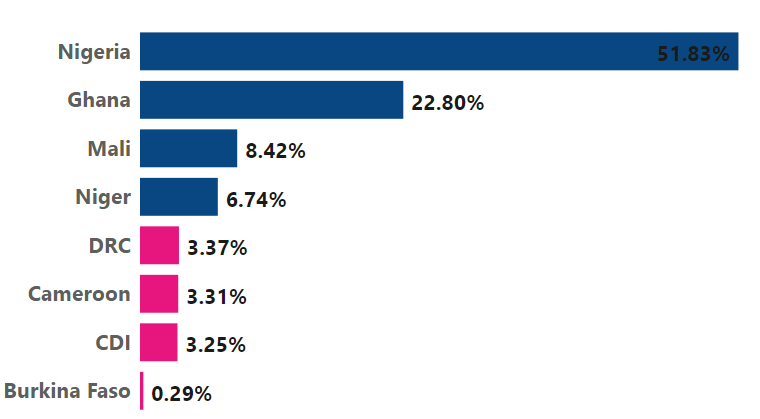 Nigeria 51.83%
Ghana 22.80%
Mali 8.42%
Niger 6.74%
DRC 3.37%
Cameroon 3.31%
CDI 3.25%
Burkina Faso 0.29%